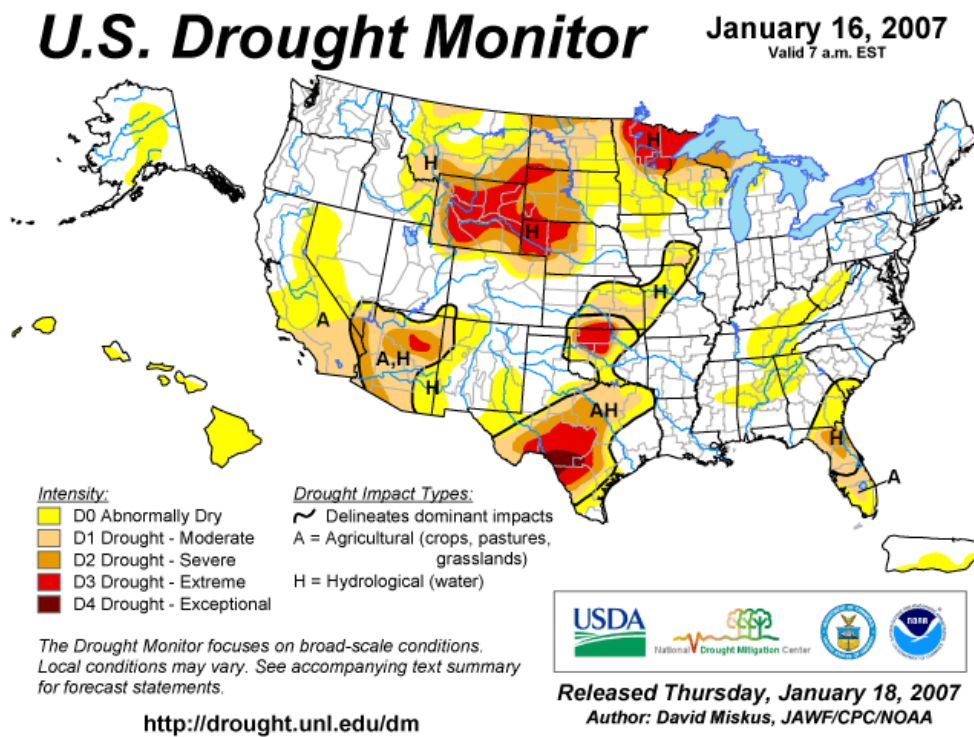 U.S. Drought Monitor
January 16, 2007
Valid 7 a.m. EST
H
H
H
A
A,H
H
H
AH
H
A
Intensity:
D0 Abnormally Dry
D1 Drought - Moderate
D2 Drought - Severe
D3 Drought - Extreme
D4 Drought - Exceptional
Drought Impact Types:
Delineates dominant impacts
A = Agricultural (crops, pastures,
grasslands)
H = Hydrological (water)
The Drought Monitor focuses on broad-scale conditions.
Local conditions may vary. See accompanying text summary
for forecast statements.
http://drought.unl.edu/dm
USDA
National Drought Mitigation Center
NOAA
Released Thursday, January 18, 2007
Author: David Miskus, JAWF/CPC/NOAA